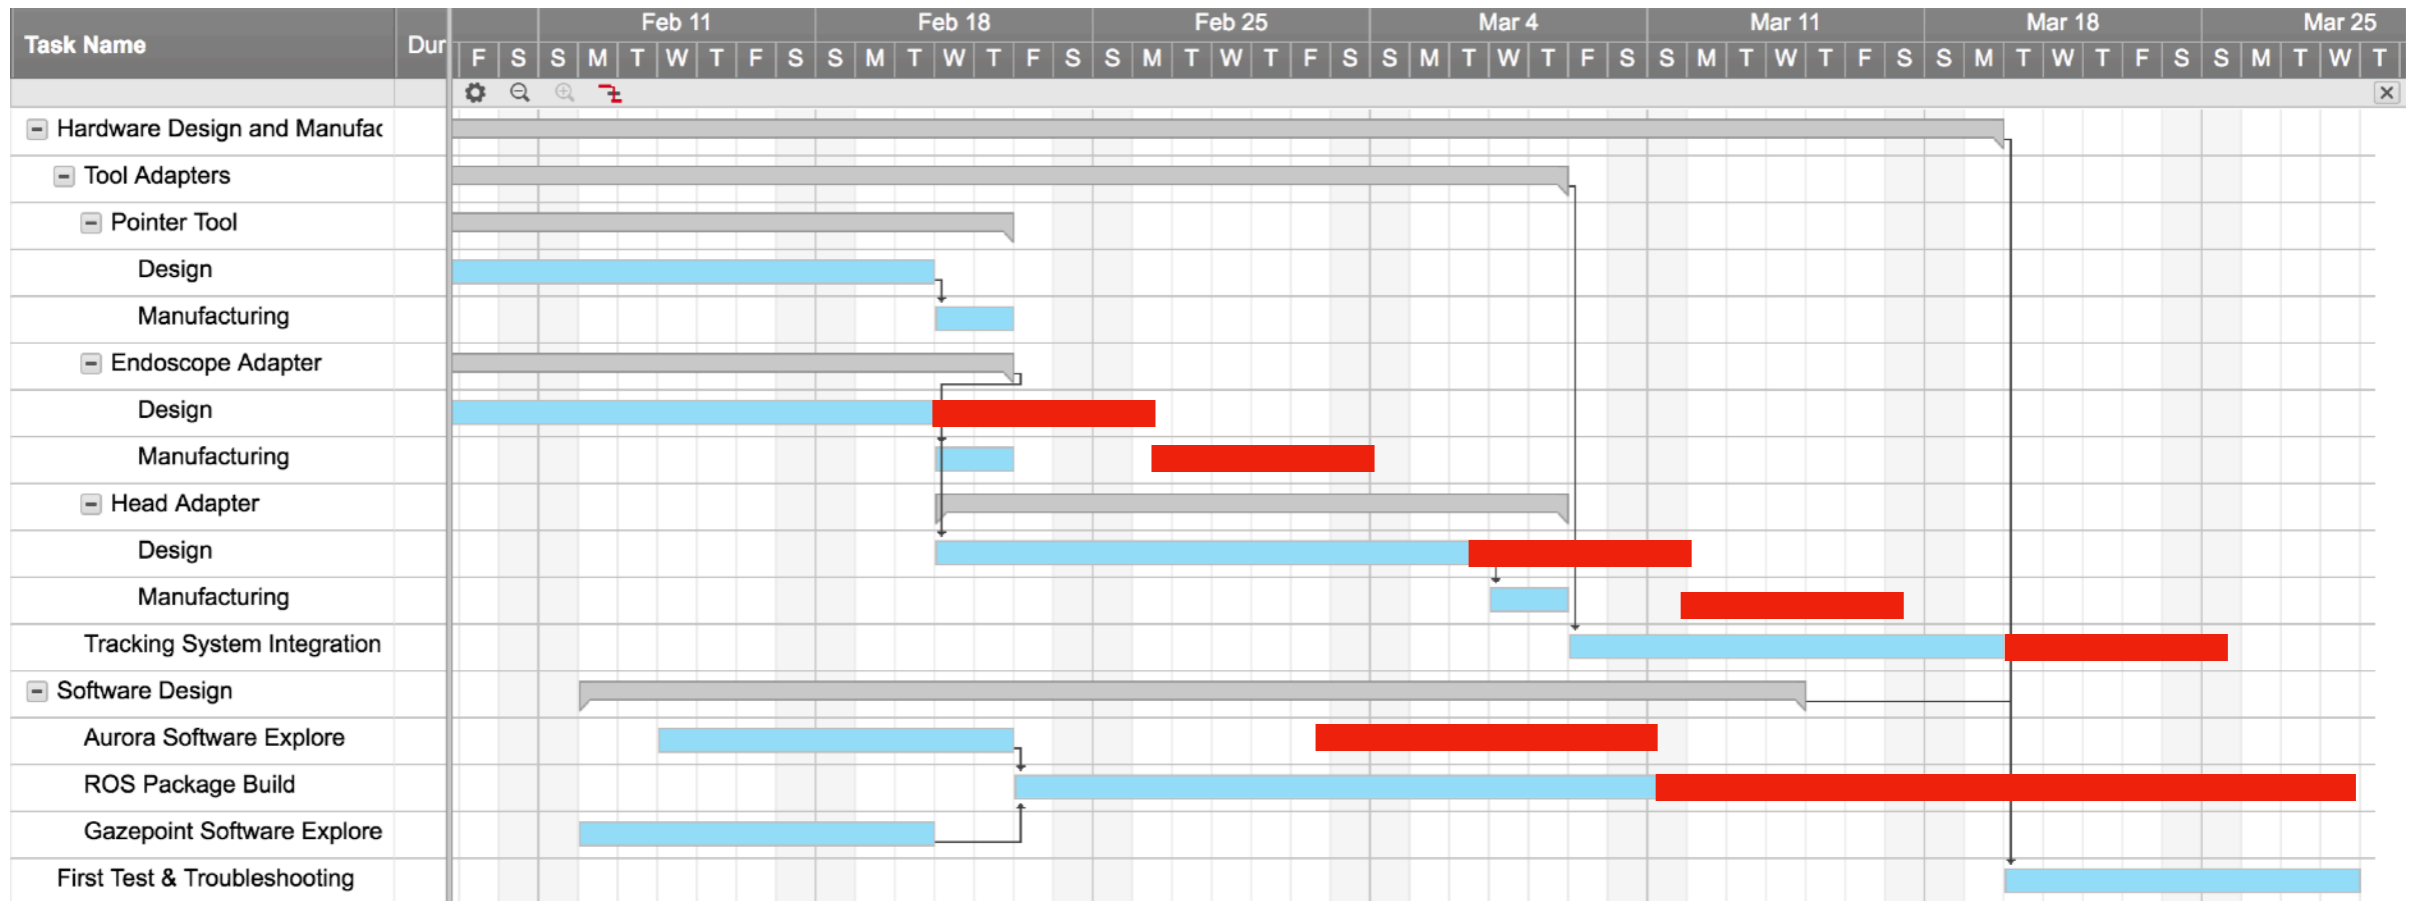 Task Name Dur Feb 11 Feb 18 Feb 25 Mar 4 Mar 11 Mar 18 Mar 25
F S S M T W T F S S M T W T F S S M T W T F S S M T W T F S S M T W T F S S M T W T F S S M T W T
Hardware Design and Manufac
Tool Adapters
Pointer Tool
Design
Manufacturing
Endoscope Adapter
Design
Manufacturing
Head Adapter
Design
Manufacturing
Tracking System Integration
Software Design
Aurora Software Explore
ROS Package Build
Gazepoint Software Explore
First Test & Troubleshooting